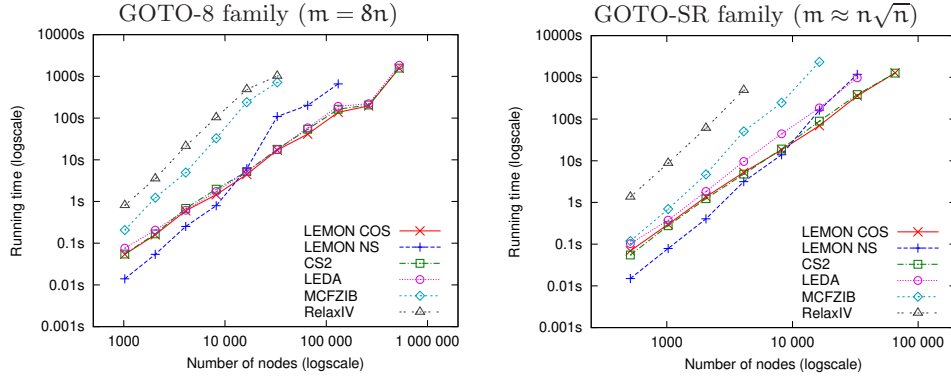 GOTO-8 family (m = 8n)
10000s
1000s
100s
10s
1s
0.1s
0.01s
0.001s
Running time (logscale)
LEMON COS
LEMON NS
CS2
LEDA
MCFZIB
RelaxIV
1000
10 000
100 000
1 000 000
Number of nodes (logscale)
GOTO-SR family (m ≈ n√n)
10000s
1000s
100s
10s
1s
0.1s
0.01s
0.001s
Running time (logscale)
LEMON COS
LEMON NS
CS2
LEDA
MCFZIB
RelaxIV
1000
10 000
100 000
Number of nodes (logscale)